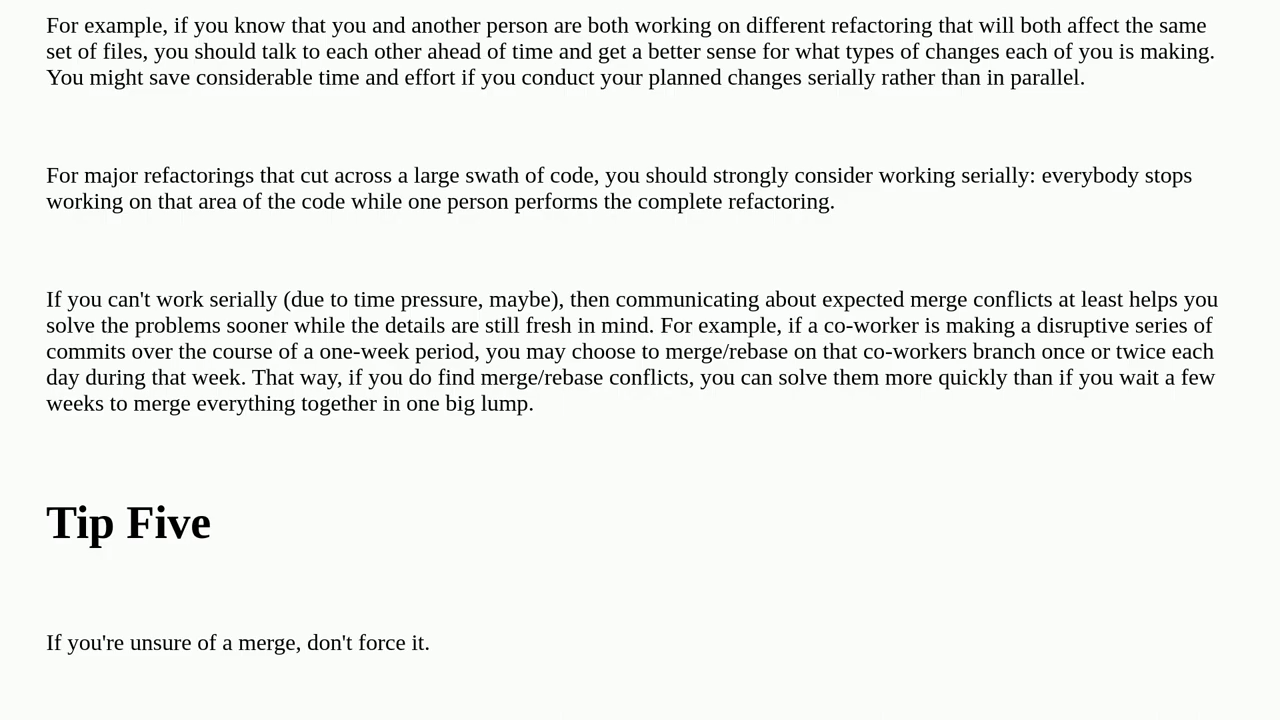 For example, if you know that you and another person are both working on different refactoring that will both affect the same
set of files, you should talk to each other ahead of time and get a better sense for what types of changes each of you is making.
You might save considerable time and effort if you conduct your planned changes serially rather than in parallel.
For major refactorings that cut across a large swath of code, you should strongly consider working serially: everybody stops
working on that area of the code while one person performs the complete refactoring.
If you can't work serially (due to time pressure, maybe), then communicating about expected merge conflicts at least helps you
solve the problems sooner while the details are still fresh in mind. For example, if a co-worker is making a disruptive series of
commits over the course of a one-week period, you may choose to merge/rebase on that co-workers branch once or twice each
day during that week. That way, if you do find merge/rebase conflicts, you can solve them more quickly than if you wait a few
weeks to merge everything together in one big lump.
Tip Five
If you're unsure of a merge, don't force it.